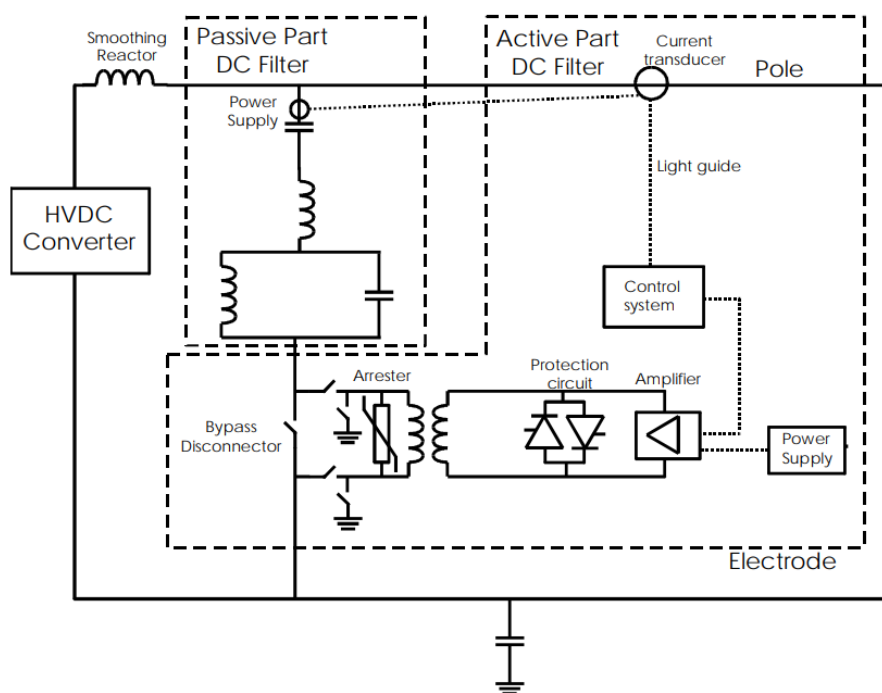 Smoothing
Reactor
Passive Part
DC Filter
Active Part
DC Filter
Current
transducer
Pole
Power
Supply
Light guide
HVDC
Converter
Control
system
Arrester
Protection
circuit
Amplifier
Bypass
Disconnector
Power
Supply
Electrode